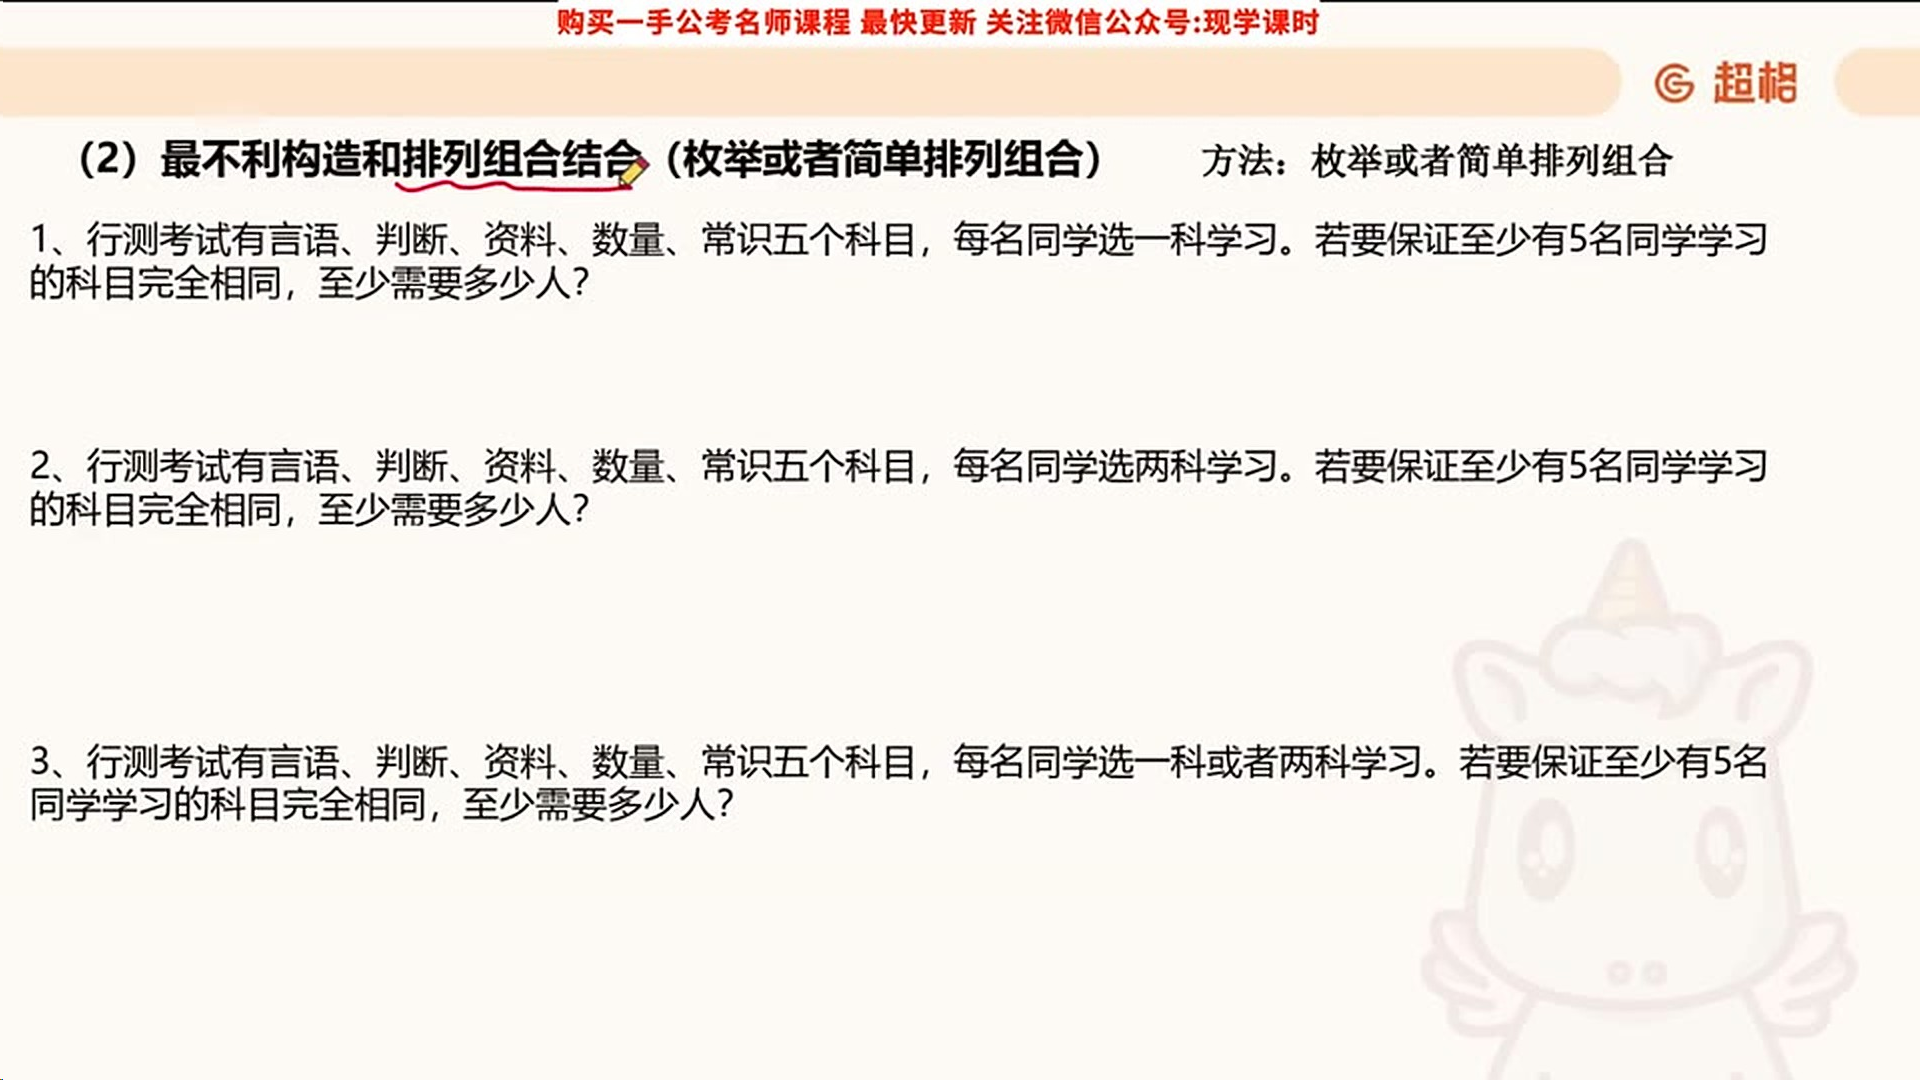 购买一手公考名师课程 最快更新 关注微信公众号:现学课时
超格
（2）最不利构造和排列组合结合（枚举或者简单排列组合） 方法：枚举或者简单排列组合
1、行测考试有言语、判断、资料、数量、常识五个科目，每名同学选一科学习。若要保证至少有5名同学学习
的科目完全相同，至少需要多少人？
2、行测考试有言语、判断、资料、数量、常识五个科目，每名同学选两科学习。若要保证至少有5名同学学习
的科目完全相同，至少需要多少人？
3、行测考试有言语、判断、资料、数量、常识五个科目，每名同学选一科或者两科学习。若要保证至少有5名
同学学习的科目完全相同，至少需要多少人？